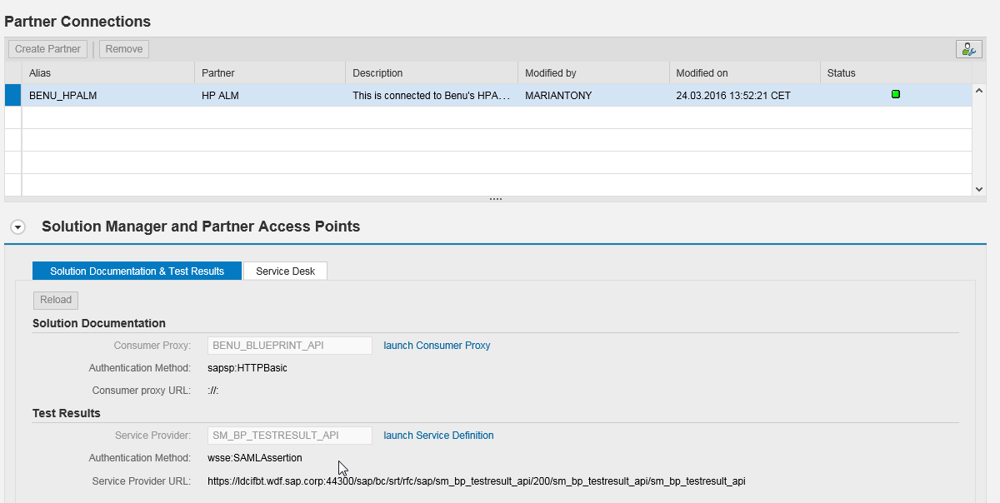 Partner Connections
Create Partner Remove
Alias Partner Description Modified by Modified on Status
BENU_HPALM HP ALM This is connected to Benu's HPA... MARIANTONY 24.03.2016 13:52:21 CET
Solution Manager and Partner Access Points
Solution Documentation & Test Results Service Desk
Reload
Solution Documentation
Consumer Proxy: BENU_BLUEPRINT_API launch Consumer Proxy
Authentication Method: sapsp:HTTPBasic
Consumer proxy URL: ://:
Test Results
Service Provider: SM_BP_TESTRESULT_API launch Service Definition
Authentication Method: wsse:SAMLAssertion
Service Provider URL: https://ldcifbt.wdf.sap.corp:44300/sap/bc/srt/rfc/sap/sm_bp_testresult_api/200/sm_bp_testresult_api/sm_bp_testresult_api